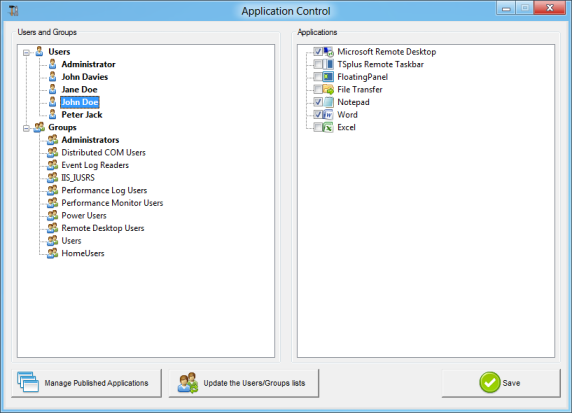 Application Control
Users and Groups
Users
Administrator
John Davies
Jane Doe
John Doe
Peter Jack
Groups
Administrators
Distributed COM Users
Event Log Readers
IIS_IUSRS
Performance Log Users
Performance Monitor Users
Power Users
Remote Desktop Users
Users
HomeUsers
Applications
Microsoft Remote Desktop
TSplus Remote Taskbar
FloatingPanel
File Transfer
Notepad
Word
Excel
Manage Published Applications
Update the Users/Groups lists
Save